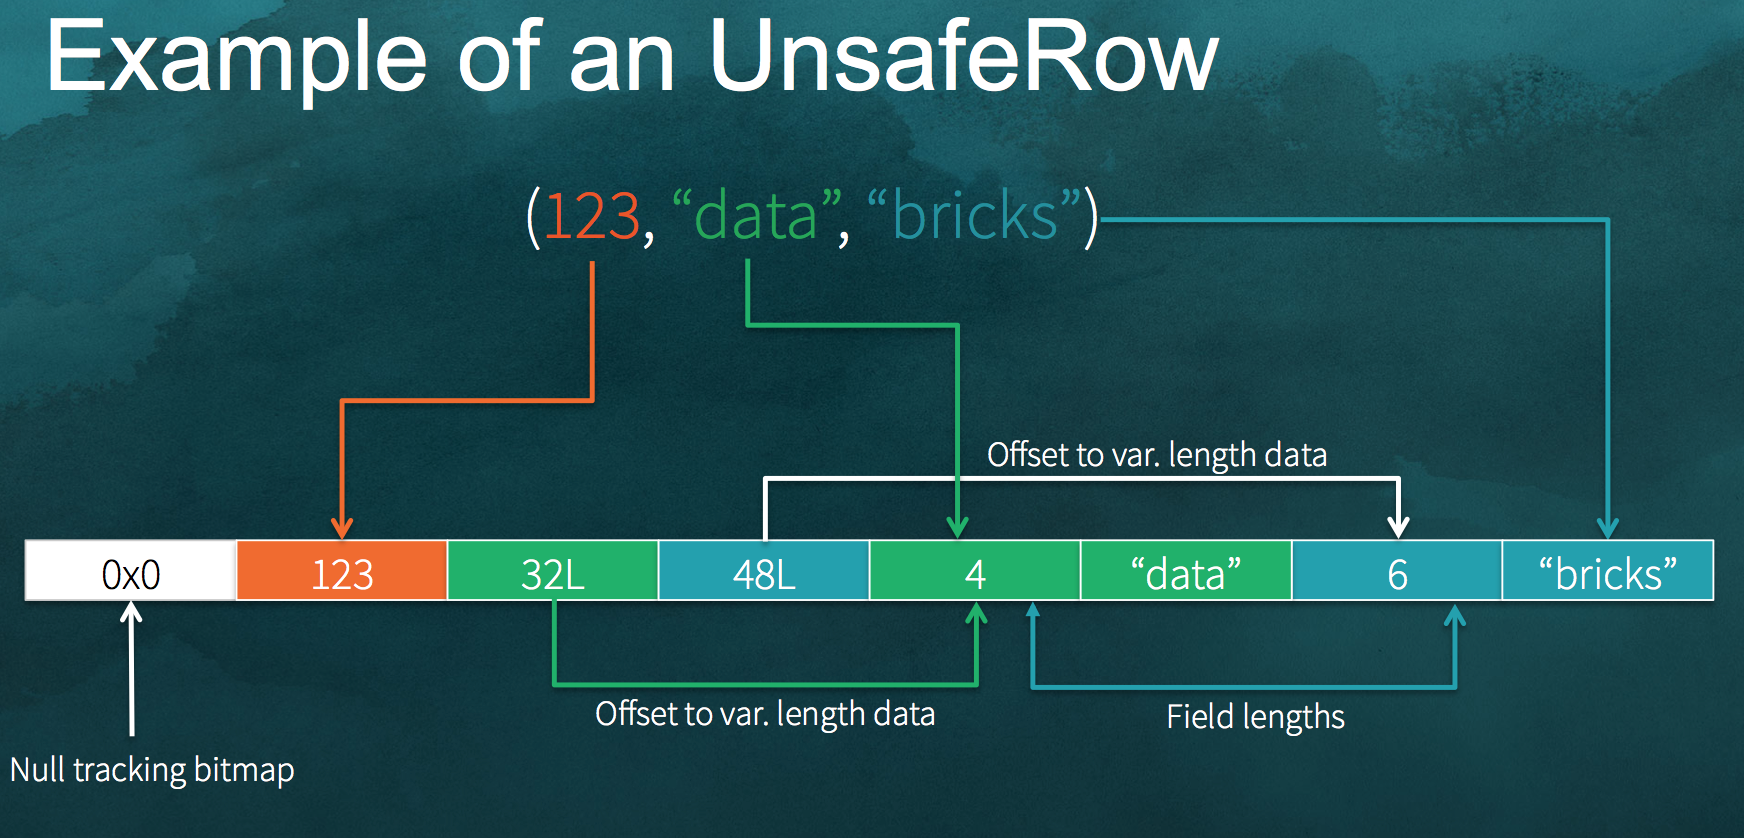 Example of an UnsafeRow
(123, “data”, “bricks”)
Offset to var. length data
0x0 123 32L 48L 4 “data” 6 “bricks”
Offset to var. length data
Field lengths
Null tracking bitmap